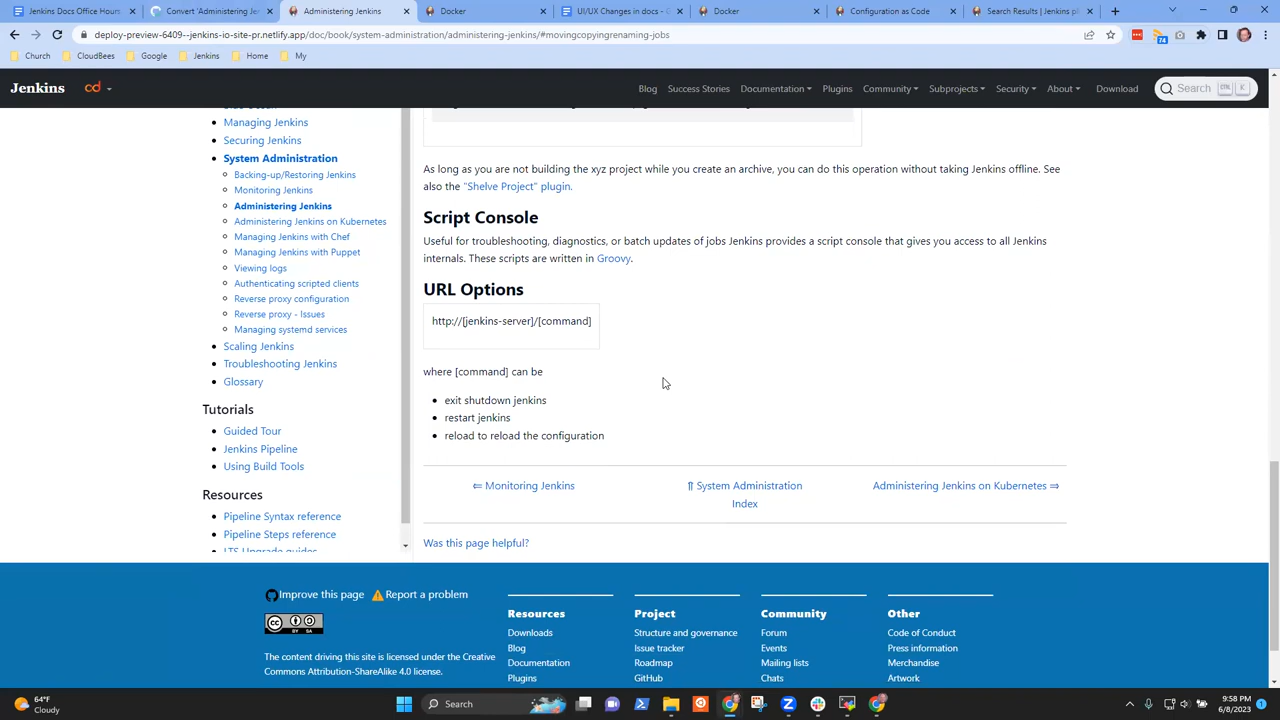 Jenkins Docs Office Hours
Convert 'Administering J
Administering Jenkins
Docker
UI/UX Changes in docs - D
Docker
Configuration as Code
Search Results | Jenkins pl
deploy-preview-6409--jenkins-io-site-pr.netlify.app/doc/book/system-administration/administering-jenkins/#movingcopyingrenaming-jobs
74
Church
CloudBees
Google
Jenkins
Home
My
Jenkins
cd
Blog
Success Stories
Documentation
Plugins
Community
Subprojects
Security
About
Download
Search
CTRL
K
Managing Jenkins
Securing Jenkins
System Administration
Backing-up/Restoring Jenkins
Monitoring Jenkins
Administering Jenkins
Administering Jenkins on Kubernetes
Managing Jenkins with Chef
Managing Jenkins with Puppet
Viewing logs
Authenticating scripted clients
Reverse proxy configuration
Reverse proxy - Issues
Managing systemd services
Scaling Jenkins
Troubleshooting Jenkins
Glossary
Tutorials
Guided Tour
Jenkins Pipeline
Using Build Tools
Resources
Pipeline Syntax reference
Pipeline Steps reference
LTS Upgrade guides
As long as you are not building the xyz project while you create an archive, you can do this operation without taking Jenkins offline. See
also the "Shelve Project" plugin.
Script Console
Useful for troubleshooting, diagnostics, or batch updates of jobs Jenkins provides a script console that gives you access to all Jenkins
internals. These scripts are written in Groovy.
URL Options
http://[jenkins-server]/[command]
where [command] can be
exit shutdown jenkins
restart jenkins
reload to reload the configuration
⇐ Monitoring Jenkins
⇑ System Administration
Index
Administering Jenkins on Kubernetes ⇒
Was this page helpful?
Improve this page
Report a problem
CC BY SA
The content driving this site is licensed under the Creative
Commons Attribution-ShareAlike 4.0 license.
Resources
Downloads
Blog
Documentation
Plugins
Project
Structure and governance
Issue tracker
Roadmap
GitHub
Community
Forum
Events
Mailing lists
Chats
Other
Code of Conduct
Press information
Merchandise
Artwork
64°F
Cloudy
Search
9:58 PM
6/8/2023